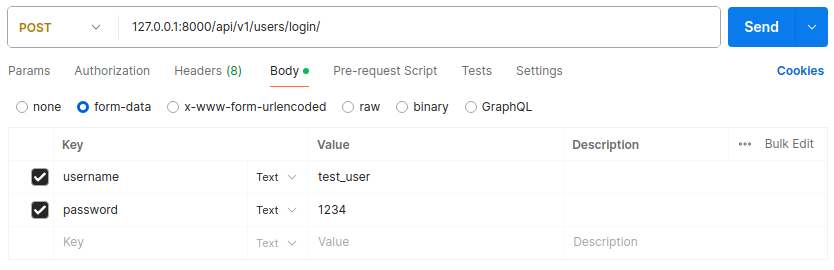 POST 127.0.0.1:8000/api/v1/users/login/ Send
Params Authorization Headers (8) Body Pre-request Script Tests Settings Cookies
none form-data x-www-form-urlencoded raw binary GraphQL
Key Value Description Bulk Edit
username Text test_user
password Text 1234
Key Text Value Description